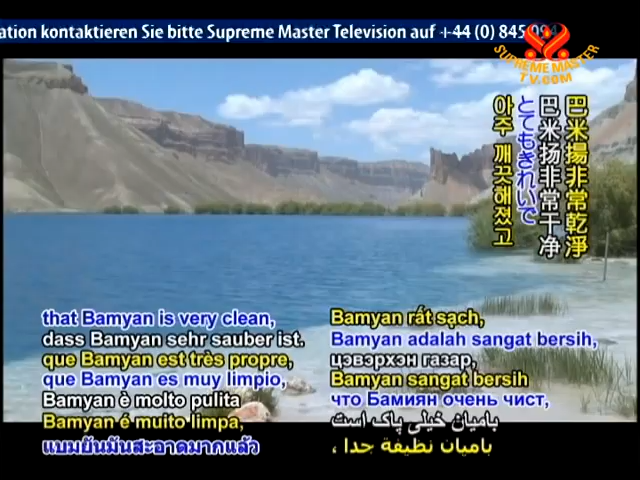 ation kontaktieren Sie bitte Supreme Master Television auf +44 (0) 845 094
SUPREME MASTER
TV.COM
巴米揚非常乾淨
巴米扬非常干净
とてもきれいで
아주 깨끗해졌고
that Bamyan is very clean,
dass Bamyan sehr sauber ist.
que Bamyan est très propre,
que Bamyan es muy limpio,
Bamyan è molto pulita
Bamyan é muito limpa,
แบมยันมันสะอาดมากแล้ว
Bamyan rất sạch,
Bamyan adalah sangat bersih,
цэвэрхэн газар,
Bamyan sangat bersih
что Бамиян очень чист,
بامیان خیلی پاک است
باميان نظيفة جدا ،